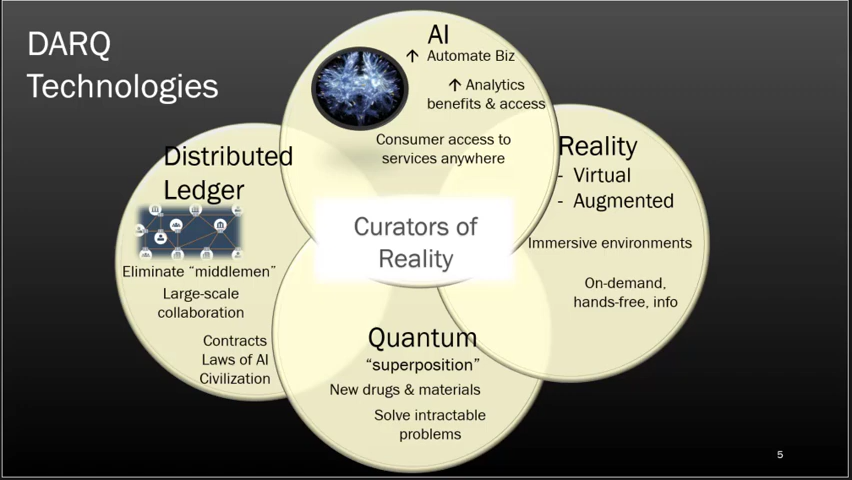 DARQ
Technologies
AI
↑ Automate Biz
↑ Analytics
benefits & access
Consumer access to
services anywhere
Distributed
Ledger
Eliminate “middlemen”
Large-scale
collaboration
Contracts
Laws of AI
Civilization
Reality
- Virtual
- Augmented
Immersive environments
On-demand,
hands-free, info
Curators of
Reality
Quantum
“superposition”
New drugs & materials
Solve intractable
problems
5